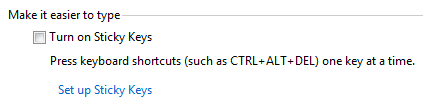 Make it easier to type
Turn on Sticky Keys
Press keyboard shortcuts (such as CTRL+ALT+DEL) one key at a time.
Set up Sticky Keys